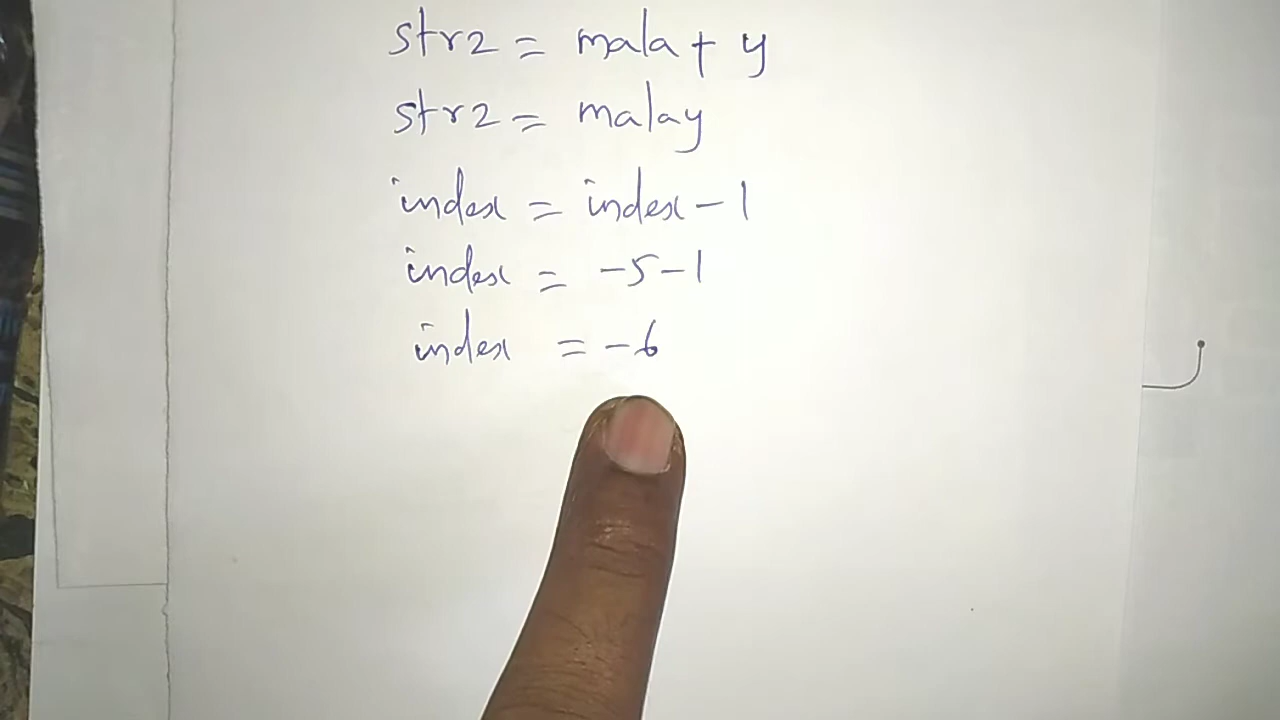 str2 = mala + y
str2 = malay
index = index - 1
index = -5-1
index = -6